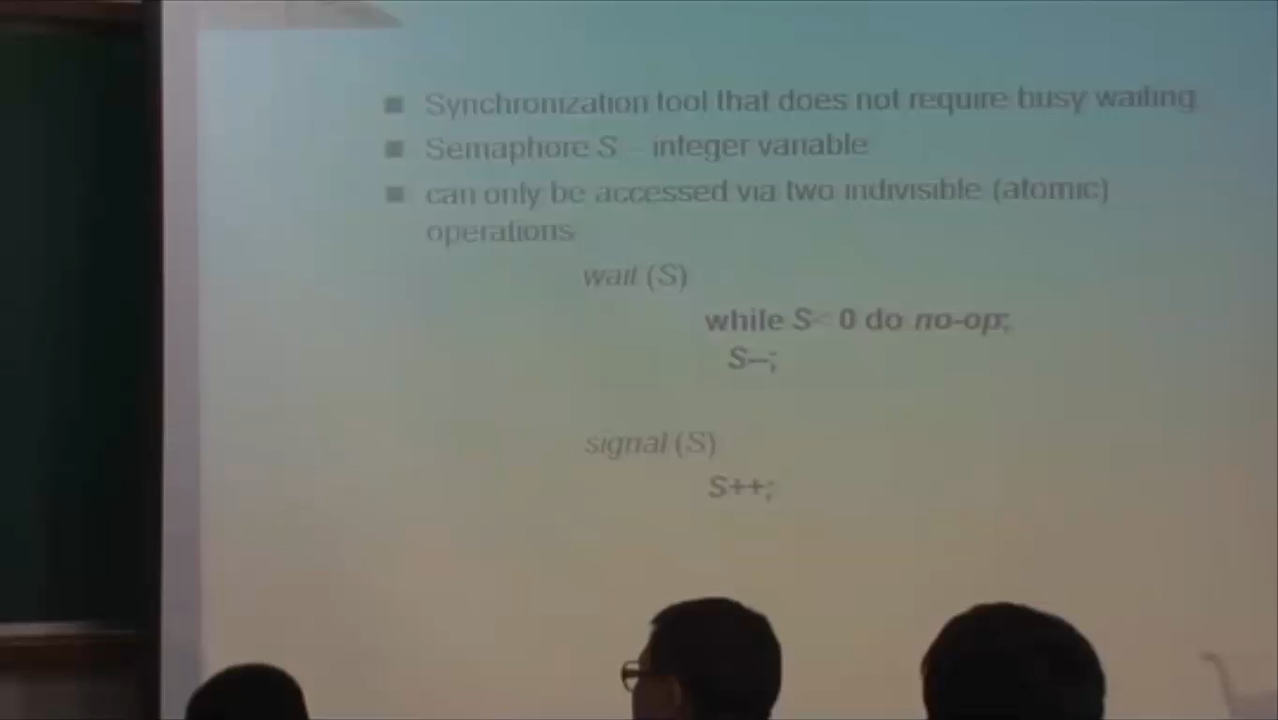 Synchronization tool that does not require busy waiting
Semaphore S – integer variable
can only be accessed via two indivisible (atomic)
operations
wait (S)
while S< 0 do no-op;
S--;
signal (S)
S++;